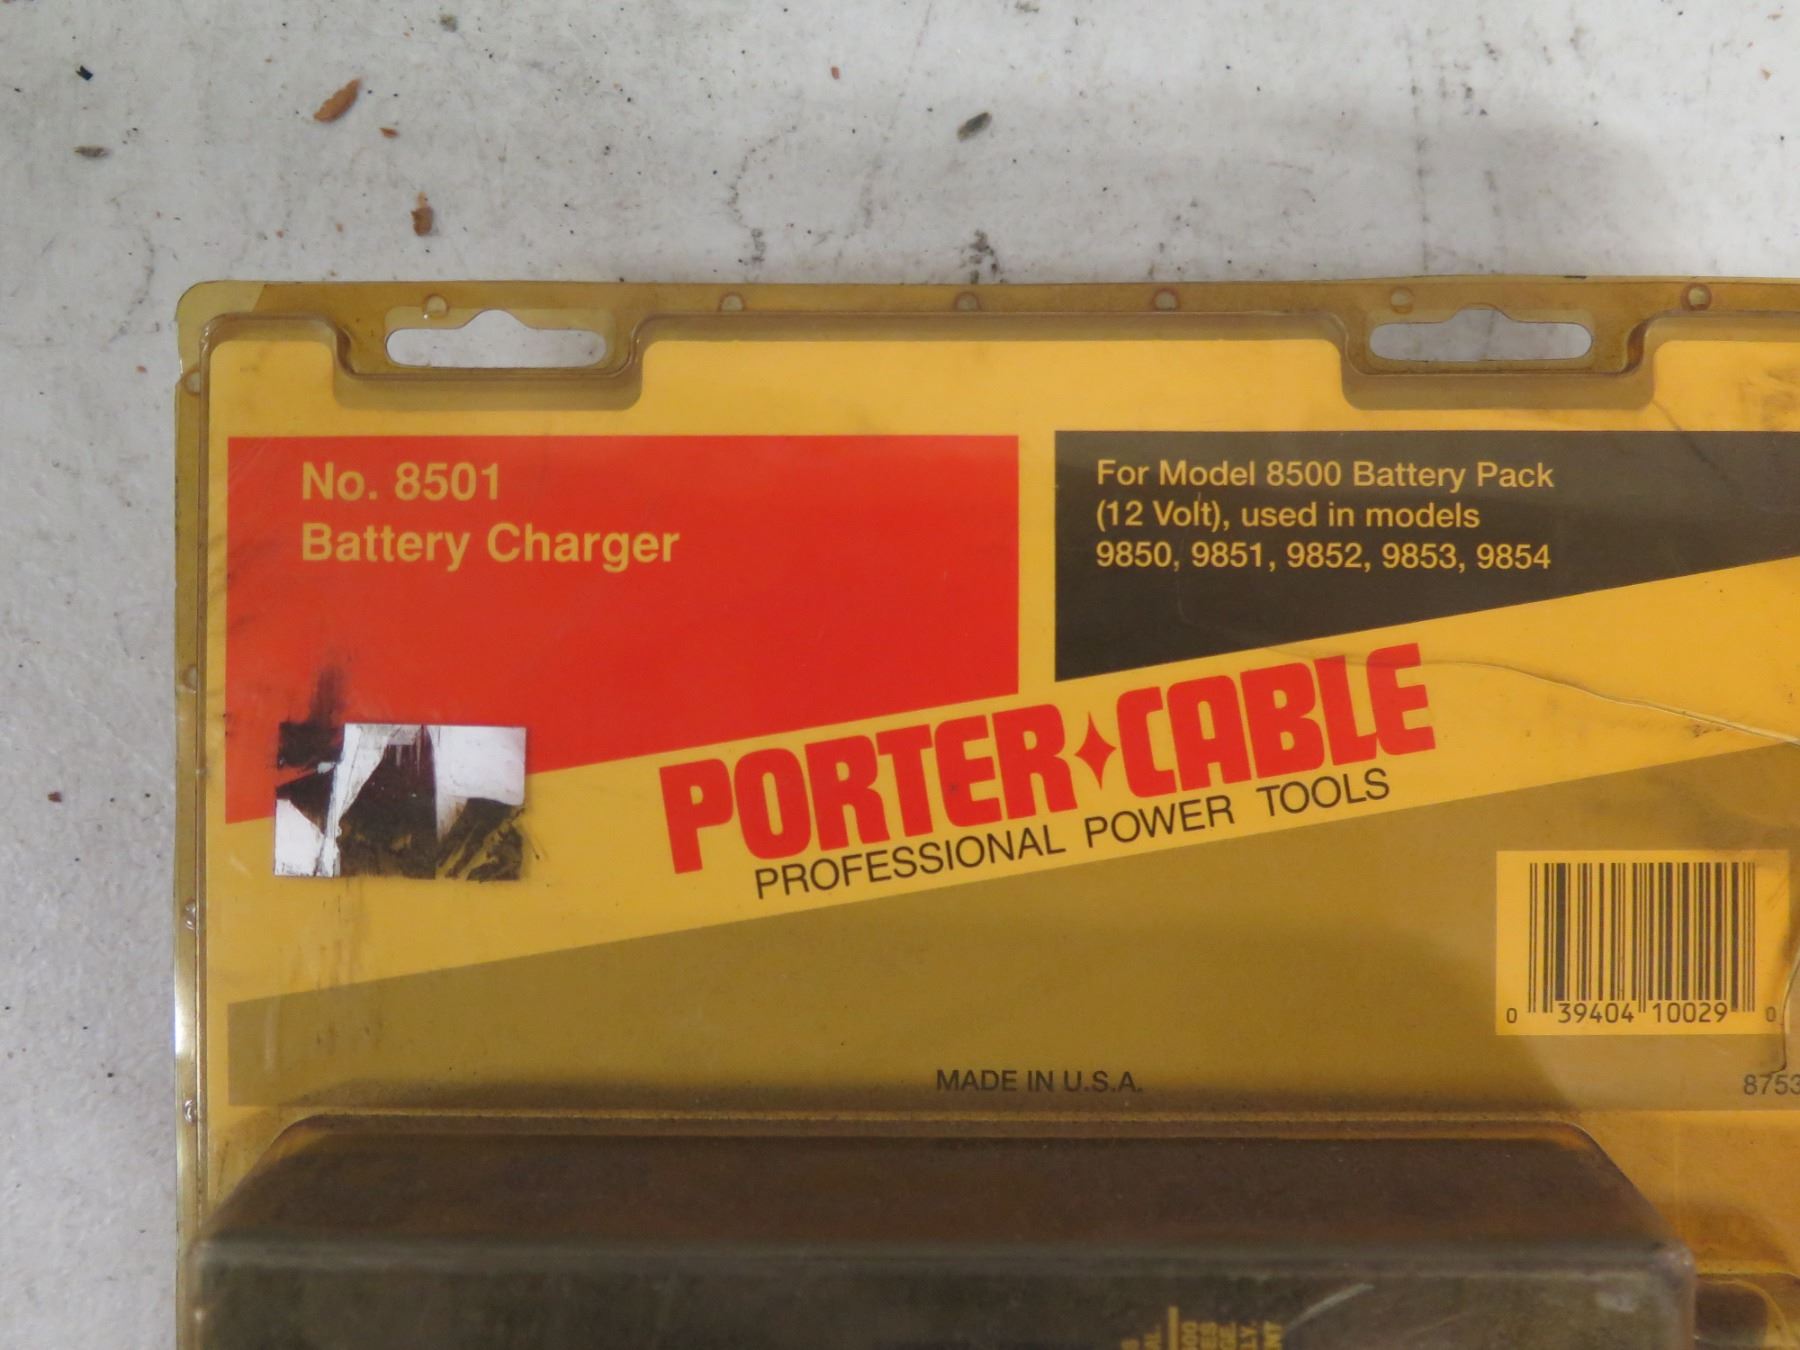 No. 8501
Battery Charger
For Model 8500 Battery Pack
(12 Volt), used in models
9850, 9851, 9852, 9853, 9854
PORTER CABLE
PROFESSIONAL POWER TOOLS
0 39404 10029 0
MADE IN U.S.A.
8753